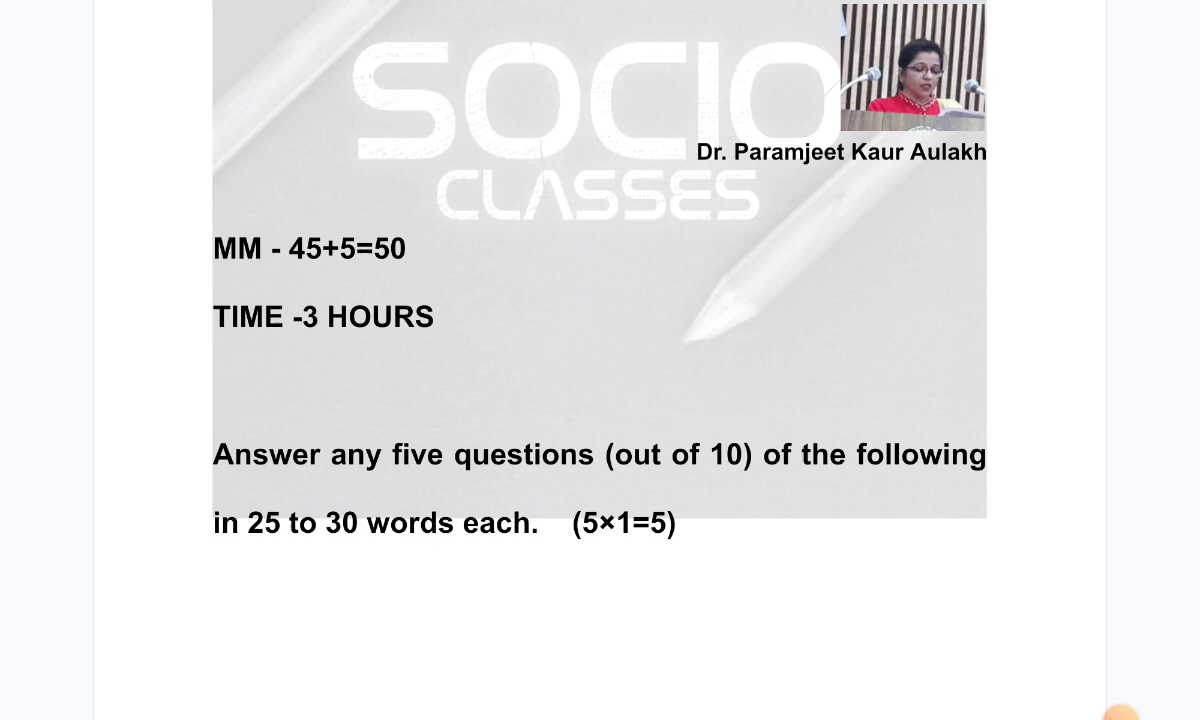 SOCIO
CLASSES
Dr. Paramjeet Kaur Aulakh
MM - 45+5=50
TIME -3 HOURS
Answer any five questions (out of 10) of the following
in 25 to 30 words each. (5×1=5)